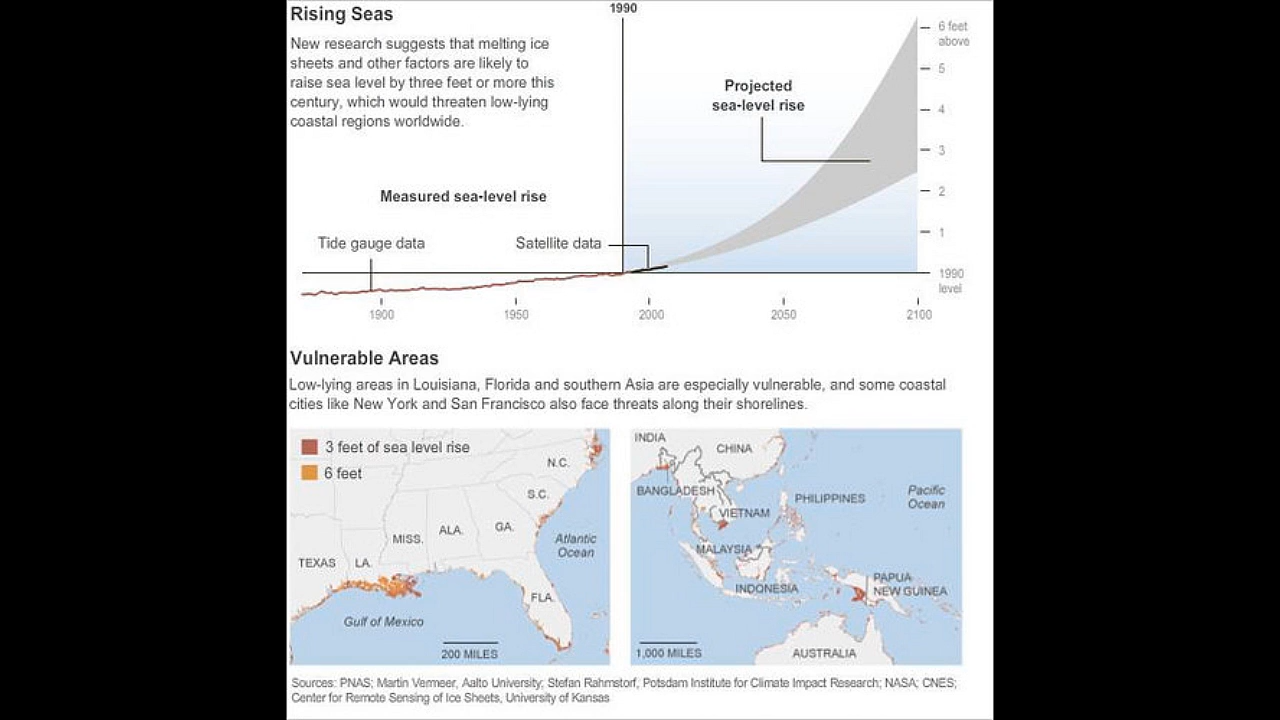 Rising Seas
New research suggests that melting ice
sheets and other factors are likely to
raise sea level by three feet or more this
century, which would threaten low-lying
coastal regions worldwide.
1990
6 feet
above
5
4
3
2
1
1990
level
Projected
sea-level rise
Measured sea-level rise
Tide gauge data
Satellite data
1900
1950
2000
2050
2100
Vulnerable Areas
Low-lying areas in Louisiana, Florida and southern Asia are especially vulnerable, and some coastal
cities like New York and San Francisco also face threats along their shorelines.
3 feet of sea level rise
6 feet
N.C.
S.C.
GA.
ALA.
MISS.
TEXAS
LA.
FLA.
Atlantic
Ocean
Gulf of Mexico
200 MILES
INDIA
CHINA
BANGLADESH
VIETNAM
PHILIPPINES
Pacific
Ocean
MALAYSIA
INDONESIA
PAPUA
NEW GUINEA
AUSTRALIA
1,000 MILES
Sources: PNAS; Martin Vermeer, Aalto University; Stefan Rahmstorf, Potsdam Institute for Climate Impact Research; NASA; CNES;
Center for Remote Sensing of Ice Sheets, University of Kansas